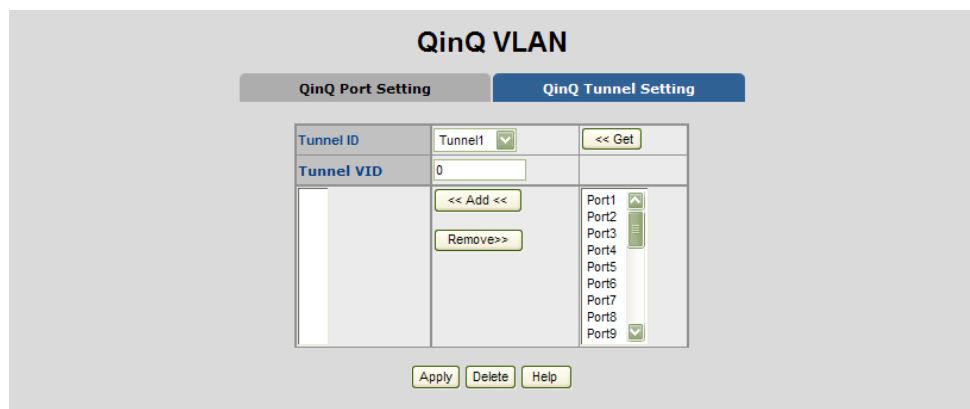 QinQ VLAN
QinQ Port Setting QinQ Tunnel Setting
Tunnel ID Tunnel1 << Get
Tunnel VID 0
<< Add <<
Remove>>
Port1
Port2
Port3
Port4
Port5
Port6
Port7
Port8
Port9
Apply Delete Help